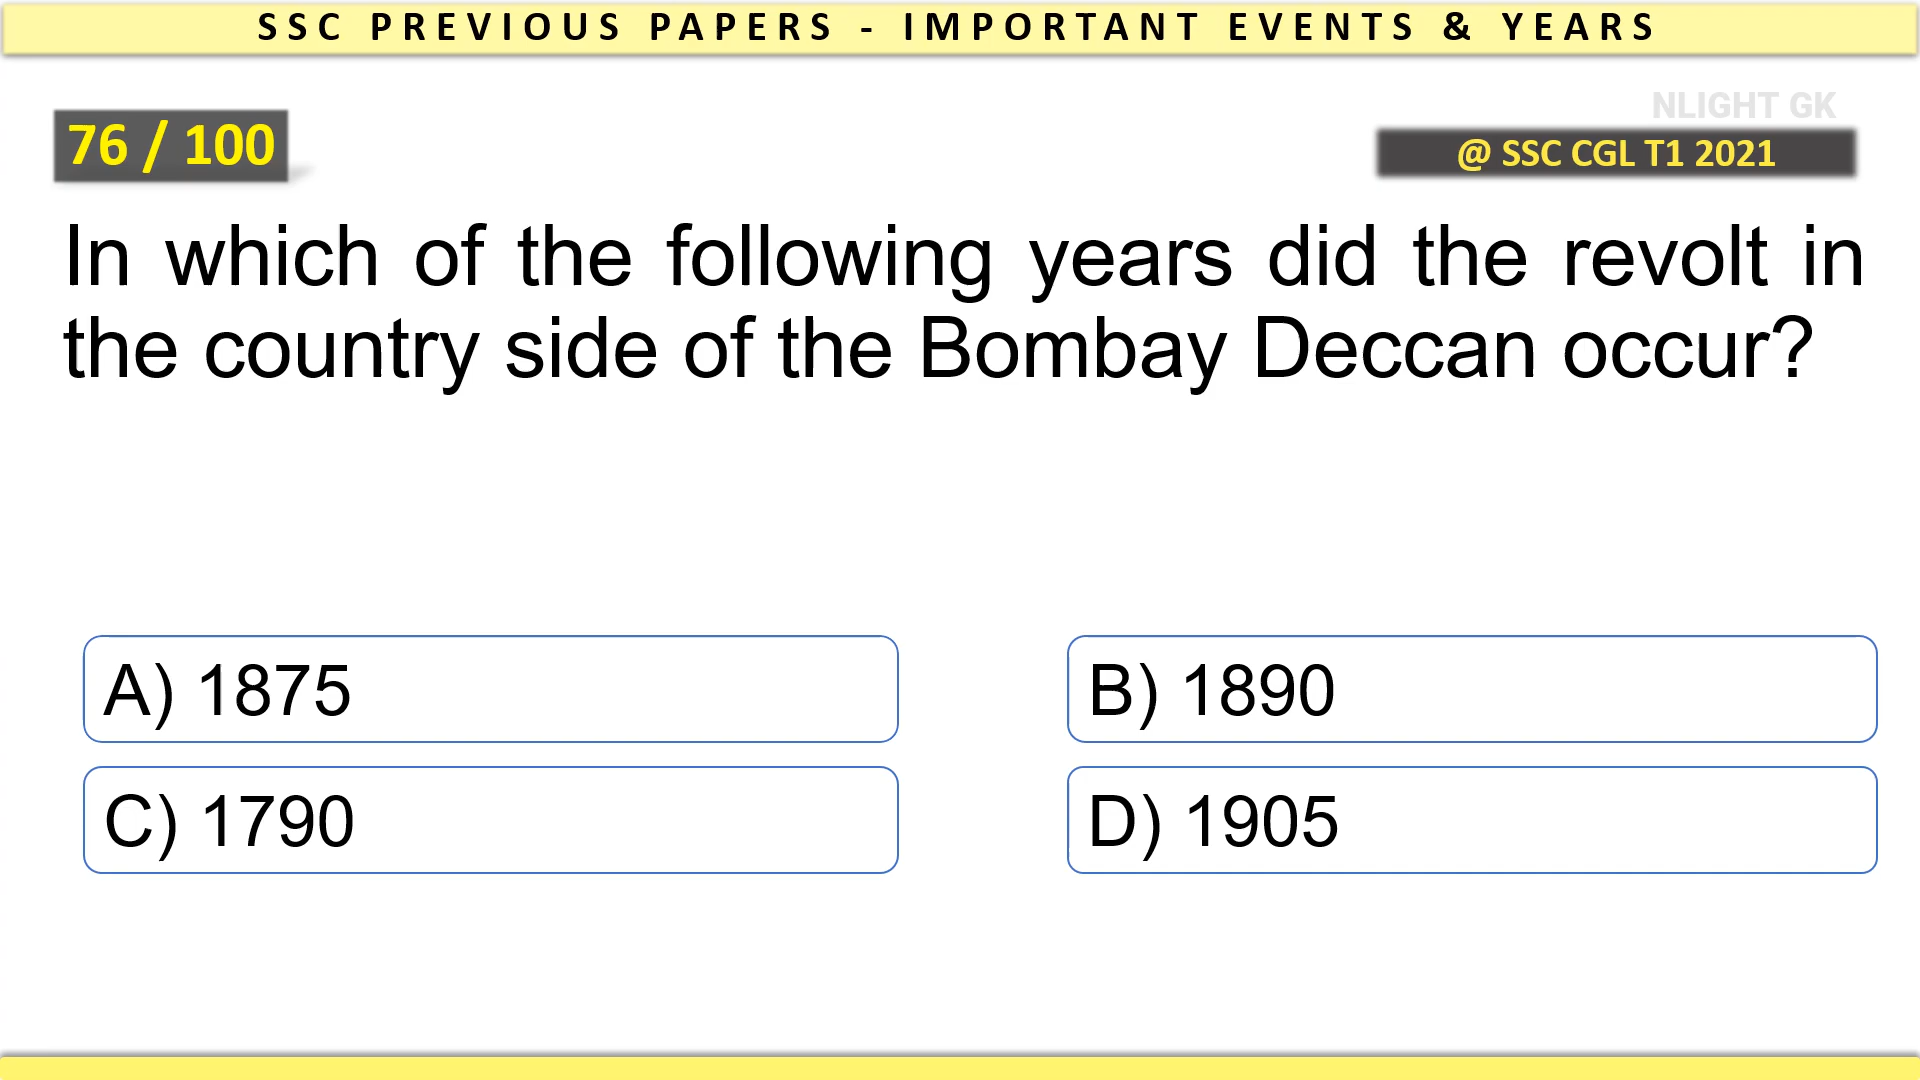 SSC PREVIOUS PAPERS - IMPORTANT EVENTS & YEARS
NLIGHT GK
76 / 100
@ SSC CGL T1 2021
In which of the following years did the revolt in
the country side of the Bombay Deccan occur?
A) 1875
B) 1890
C) 1790
D) 1905